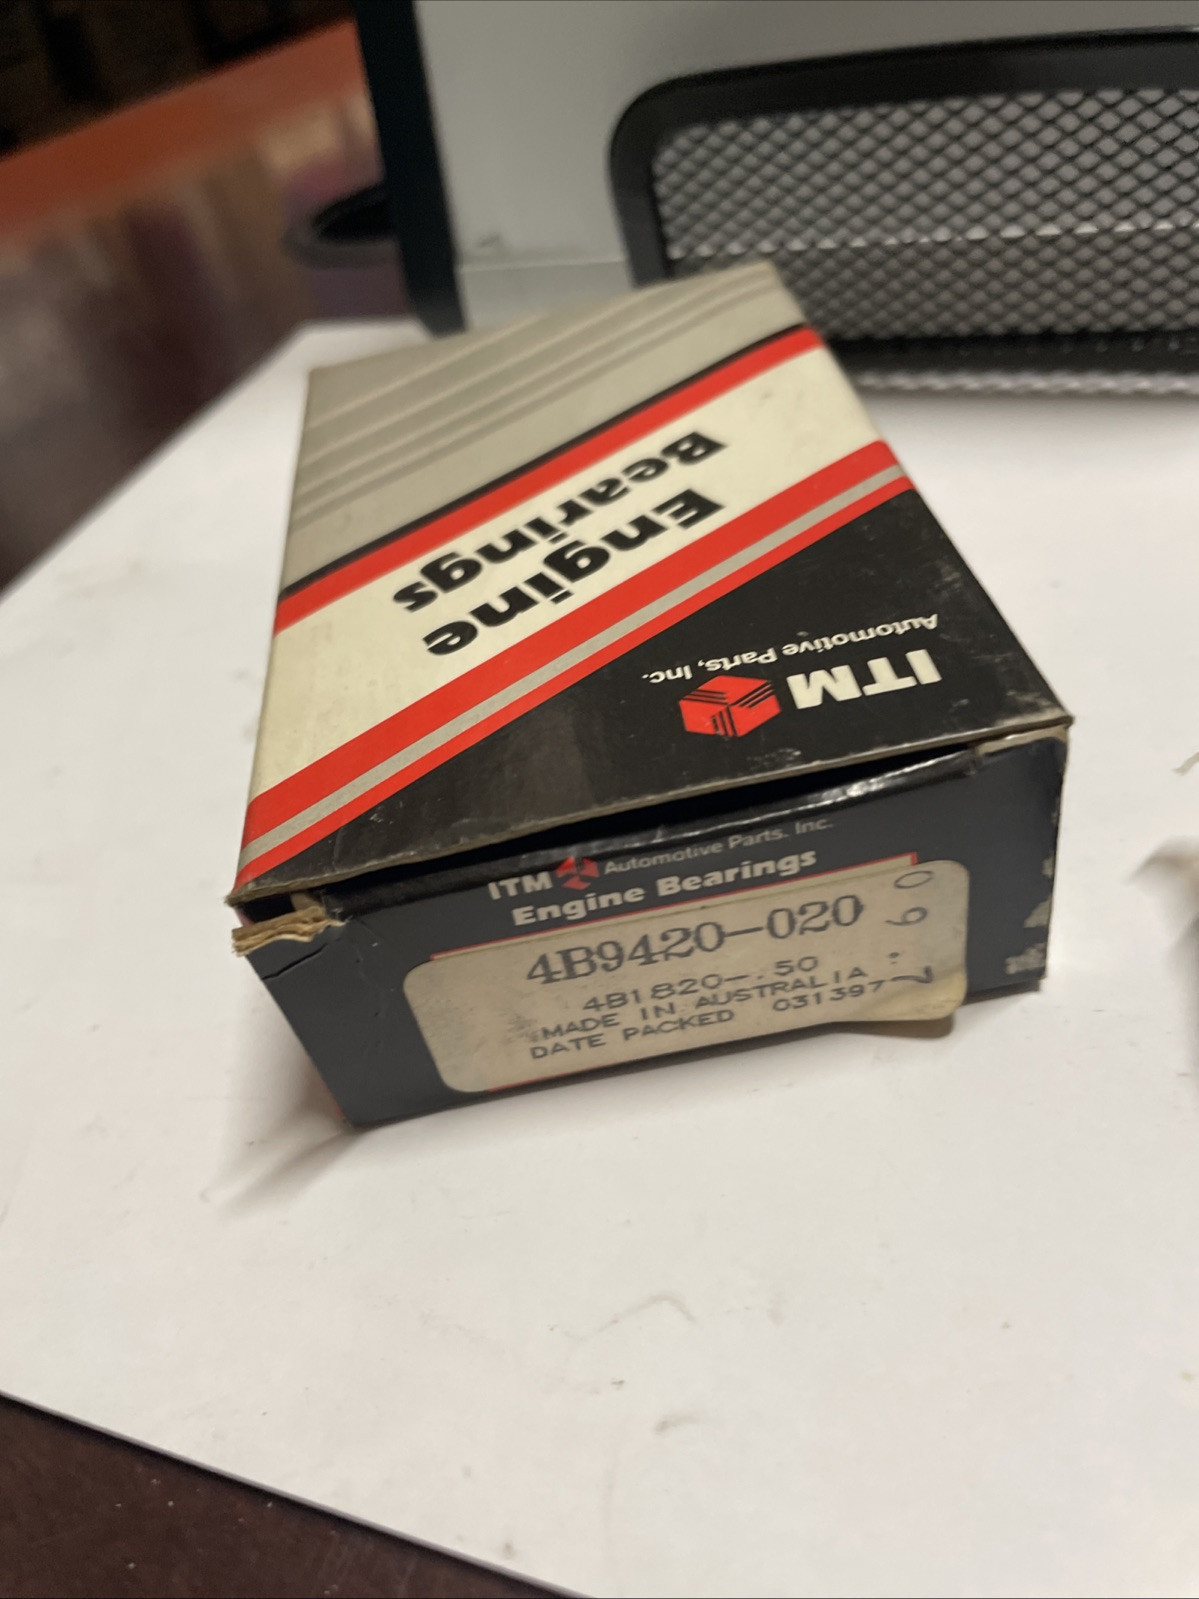 Engine
Bearings
ITM
Automotive Parts, Inc.
ITM Automotive Parts, Inc.
Engine Bearings
4B9420-020
4B1820-.50
MADE IN AUSTRALIA
DATE PACKED 031397